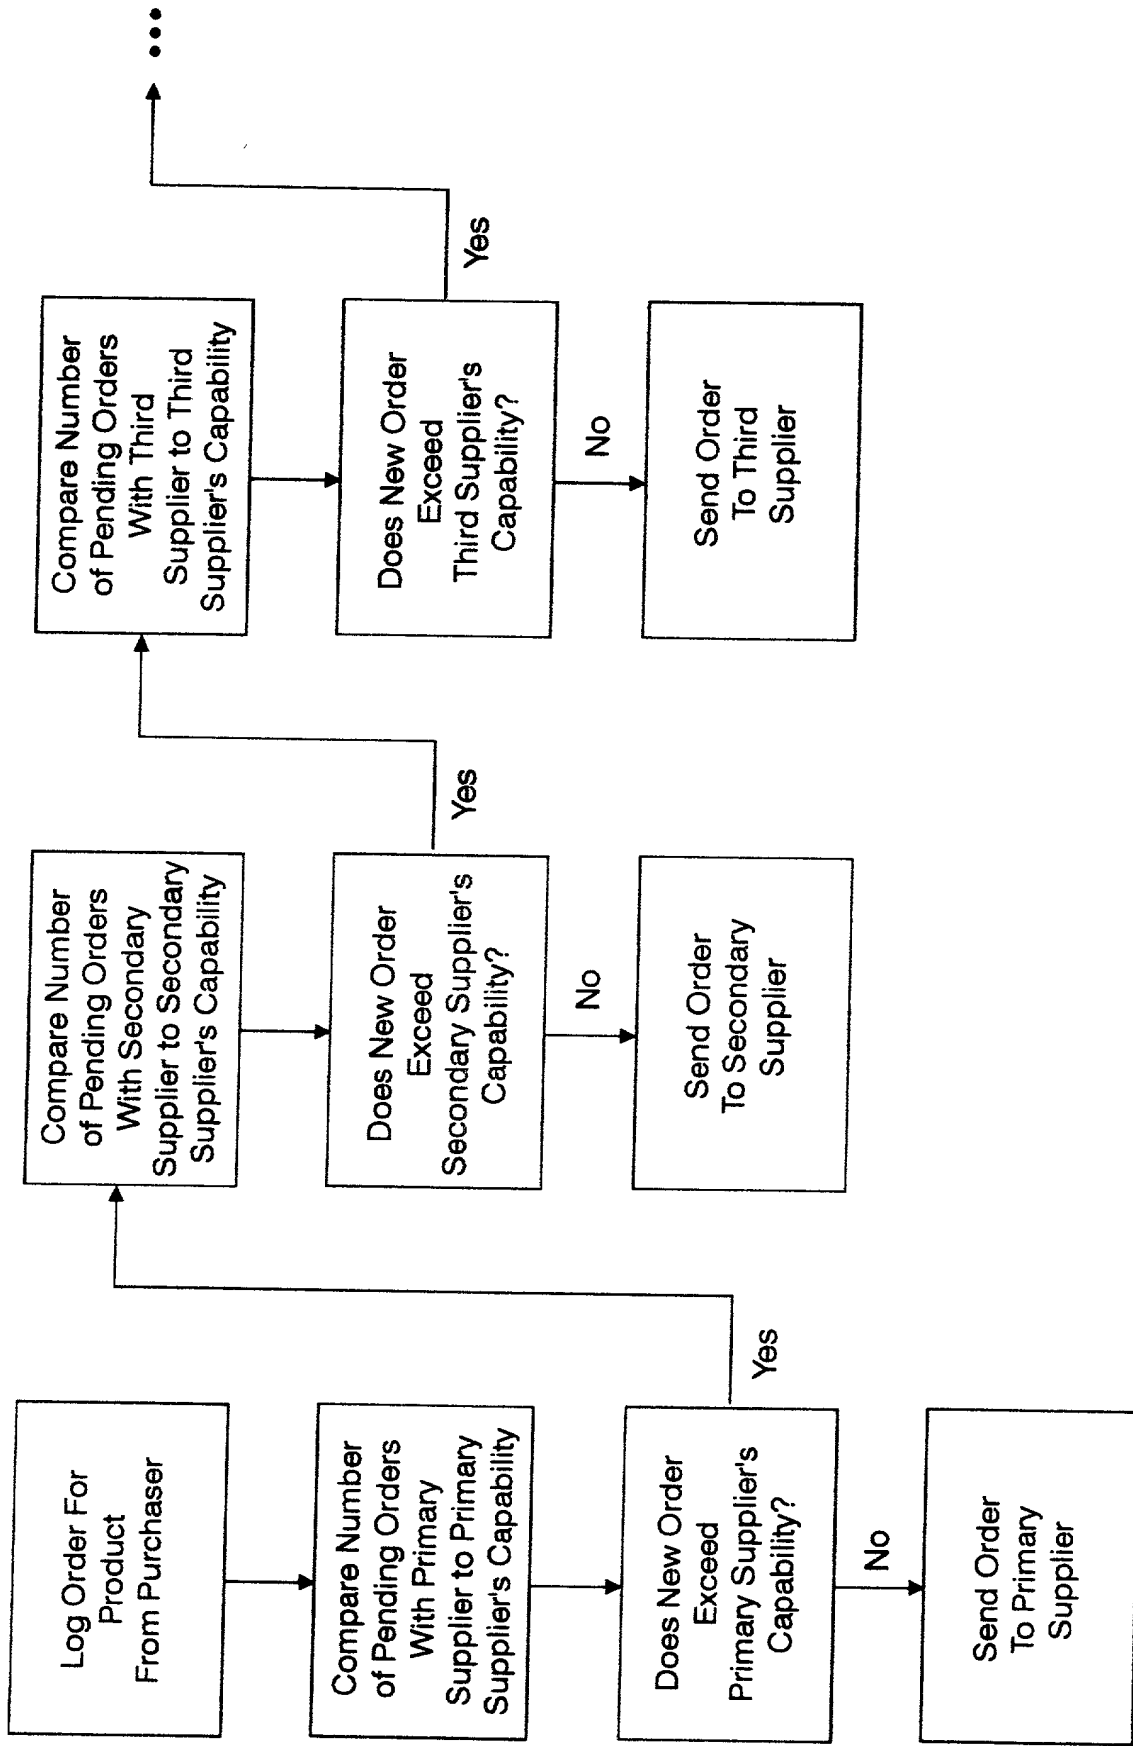 Log Order For
Product
From Purchaser
Compare Number
of Pending Orders
With Primary
Supplier to Primary
Supplier's Capability
Does New Order
Exceed
Primary Supplier's
Capability?
Yes
No
Send Order
To Primary
Supplier
Compare Number
of Pending Orders
With Secondary
Supplier to Secondary
Supplier's Capability
Does New Order
Exceed
Secondary Supplier's
Capability?
Yes
No
Send Order
To Secondary
Supplier
Compare Number
of Pending Orders
With Third
Supplier to Third
Supplier's Capability
Does New Order
Exceed
Third Supplier's
Capability?
Yes
No
Send Order
To Third
Supplier
•••